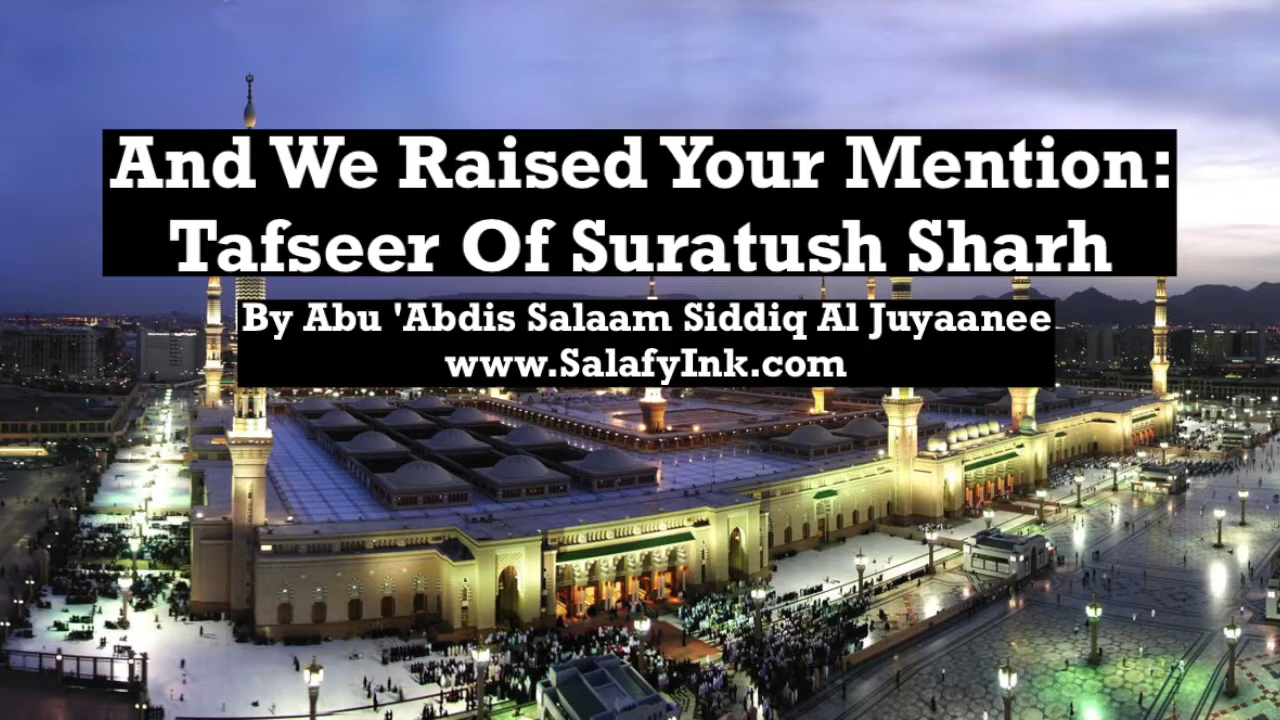 And We Raised Your Mention:
Tafseer Of Suratush Sharh
By Abu 'Abdis Salaam Siddiq Al Juyaanee
www.SalafyInk.com